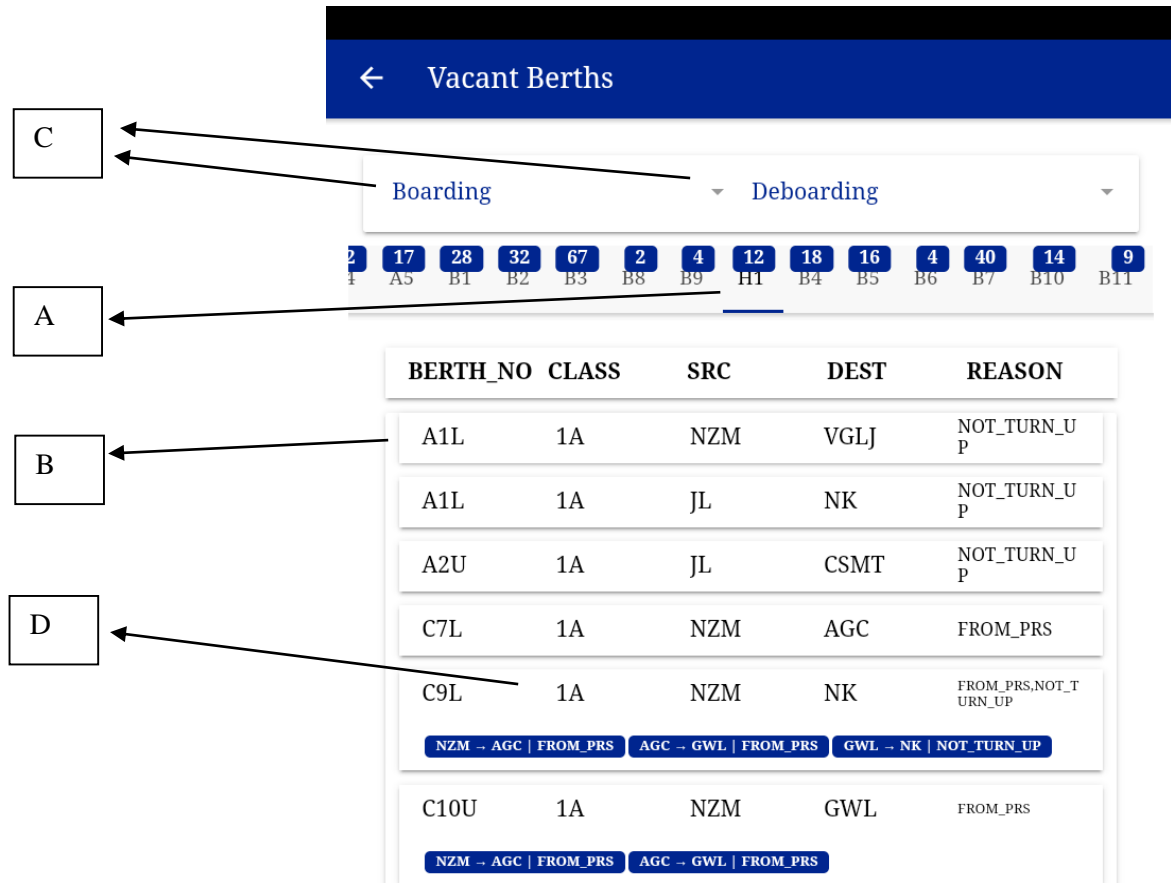 Vacant Berths
C
Boarding Deboarding
2 17 28 32 67 2 4 12 18 16 4 40 14 9
4 A5 B1 B2 B3 B8 B9 H1 B4 B5 B6 B7 B10 B11
A
BERTH_NO CLASS SRC DEST REASON
A1L 1A NZM VGLJ NOT_TURN_U
P
B
A1L 1A JL NK NOT_TURN_U
P
A2U 1A JL CSMT NOT_TURN_U
P
D
C7L 1A NZM AGC FROM_PRS
C9L 1A NZM NK FROM_PRS,NOT_T
URN_UP
NZM → AGC | FROM_PRS AGC → GWL | FROM_PRS GWL → NK | NOT_TURN_UP
C10U 1A NZM GWL FROM_PRS
NZM → AGC | FROM_PRS AGC → GWL | FROM_PRS